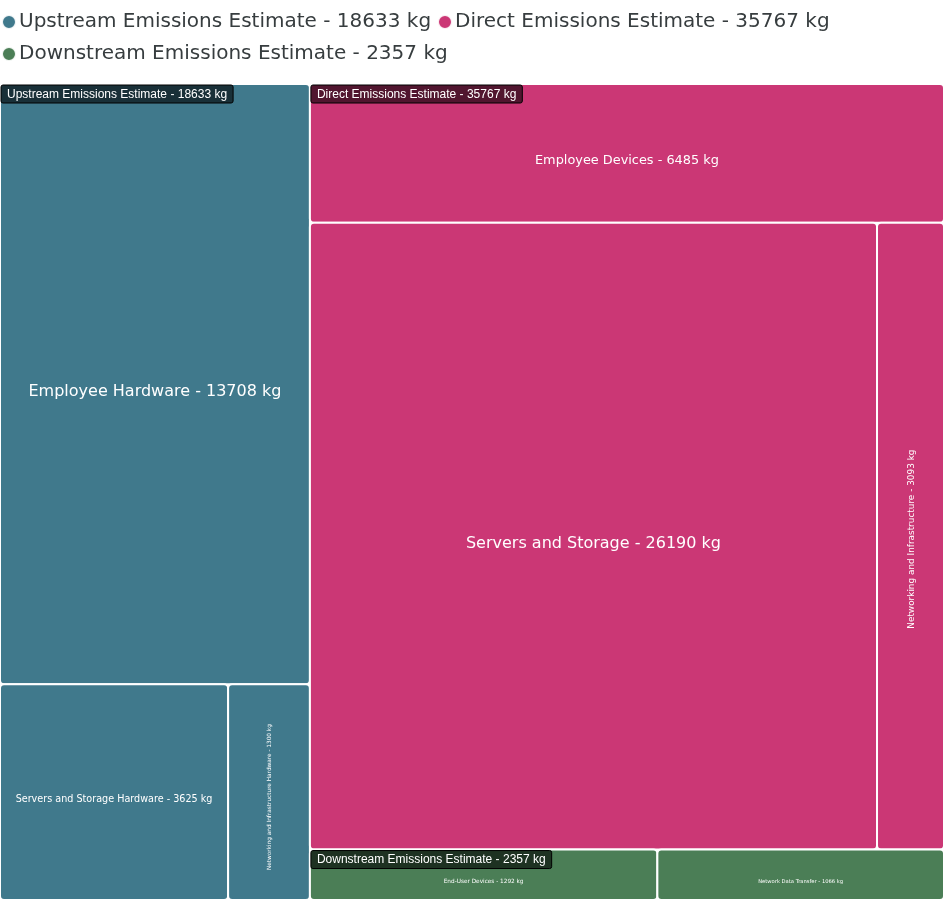 Upstream Emissions Estimate - 18633 kg Direct Emissions Estimate - 35767 kg
Downstream Emissions Estimate - 2357 kg
Upstream Emissions Estimate - 18633 kg
Direct Emissions Estimate - 35767 kg
Employee Devices - 6485 kg
Employee Hardware - 13708 kg
Servers and Storage - 26190 kg
Networking and Infrastructure - 3093 kg
Servers and Storage Hardware - 3625 kg
Networking and Infrastructure Hardware - 1300 kg
Downstream Emissions Estimate - 2357 kg
End-User Devices - 1292 kg
Network Data Transfer - 1066 kg